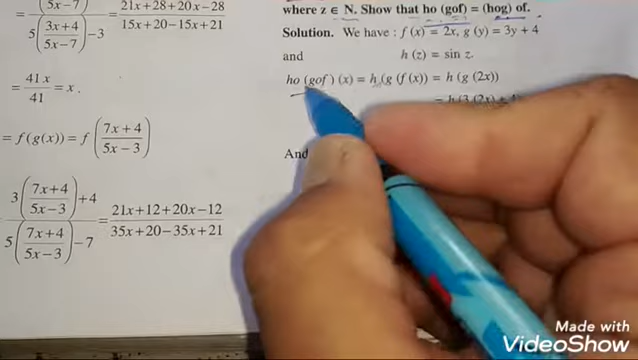 = (5x−7) / 5((3x+4)/(5x−7))−3 = (21x+28+20x−28)/(15x+20−15x+21)
= 41x/41 = x.
= f(g(x)) = f((7x+4)/(5x−3))
3((7x+4)/(5x−3))+4 / 5((7x+4)/(5x−3))−7 = (21x+12+20x−12)/(35x+20−35x+21)
where z ∈ N. Show that ho (gof) = (hog) of.
Solution. We have : f (x) = 2x, g (y) = 3y + 4
and h (z) = sin z.
ho (gof ) (x) = h (g (f (x)) = h (g (2x))
= h (3 (2x) + 4)
And
Made with
VideoShow